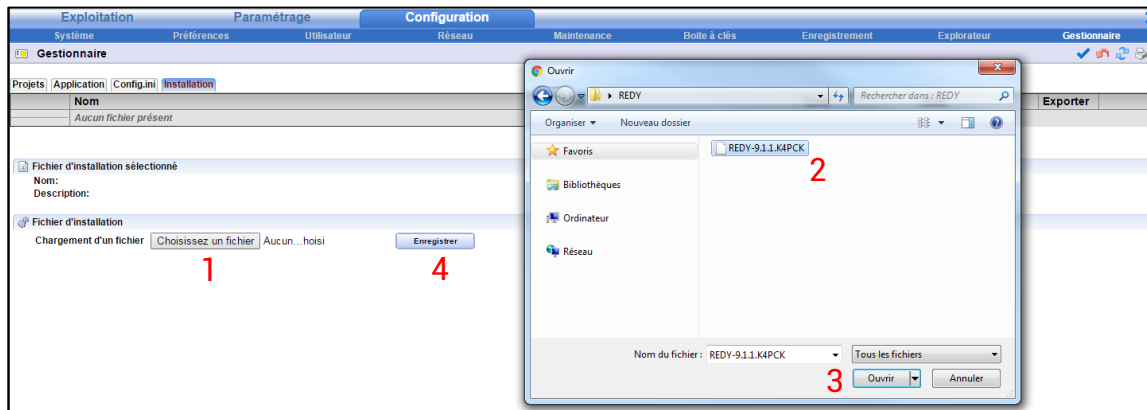 Exploitation Paramétrage Configuration
Système Préférences Utilisateur Réseau Maintenance Boite à clés Enregistrement Explorateur Gestionnaire
Gestionnaire
Projets Application Config.ini Installation
Nom Exporter
Aucun fichier présent
Fichier d'installation sélectionné
Nom:
Description:
Fichier d'installation
Chargement d'un fichier Choisissez un fichier Aucun...hoisi Enregistrer
1 4
Ouvrir
REDY Rechercher dans : REDY
Organiser Nouveau dossier
Favoris
Bibliothèques
Ordinateur
Réseau
REDY-9.1.1.K4PCK
2
Nom du fichier : REDY-9.1.1.K4PCK Tous les fichiers
3 Ouvrir Annuler